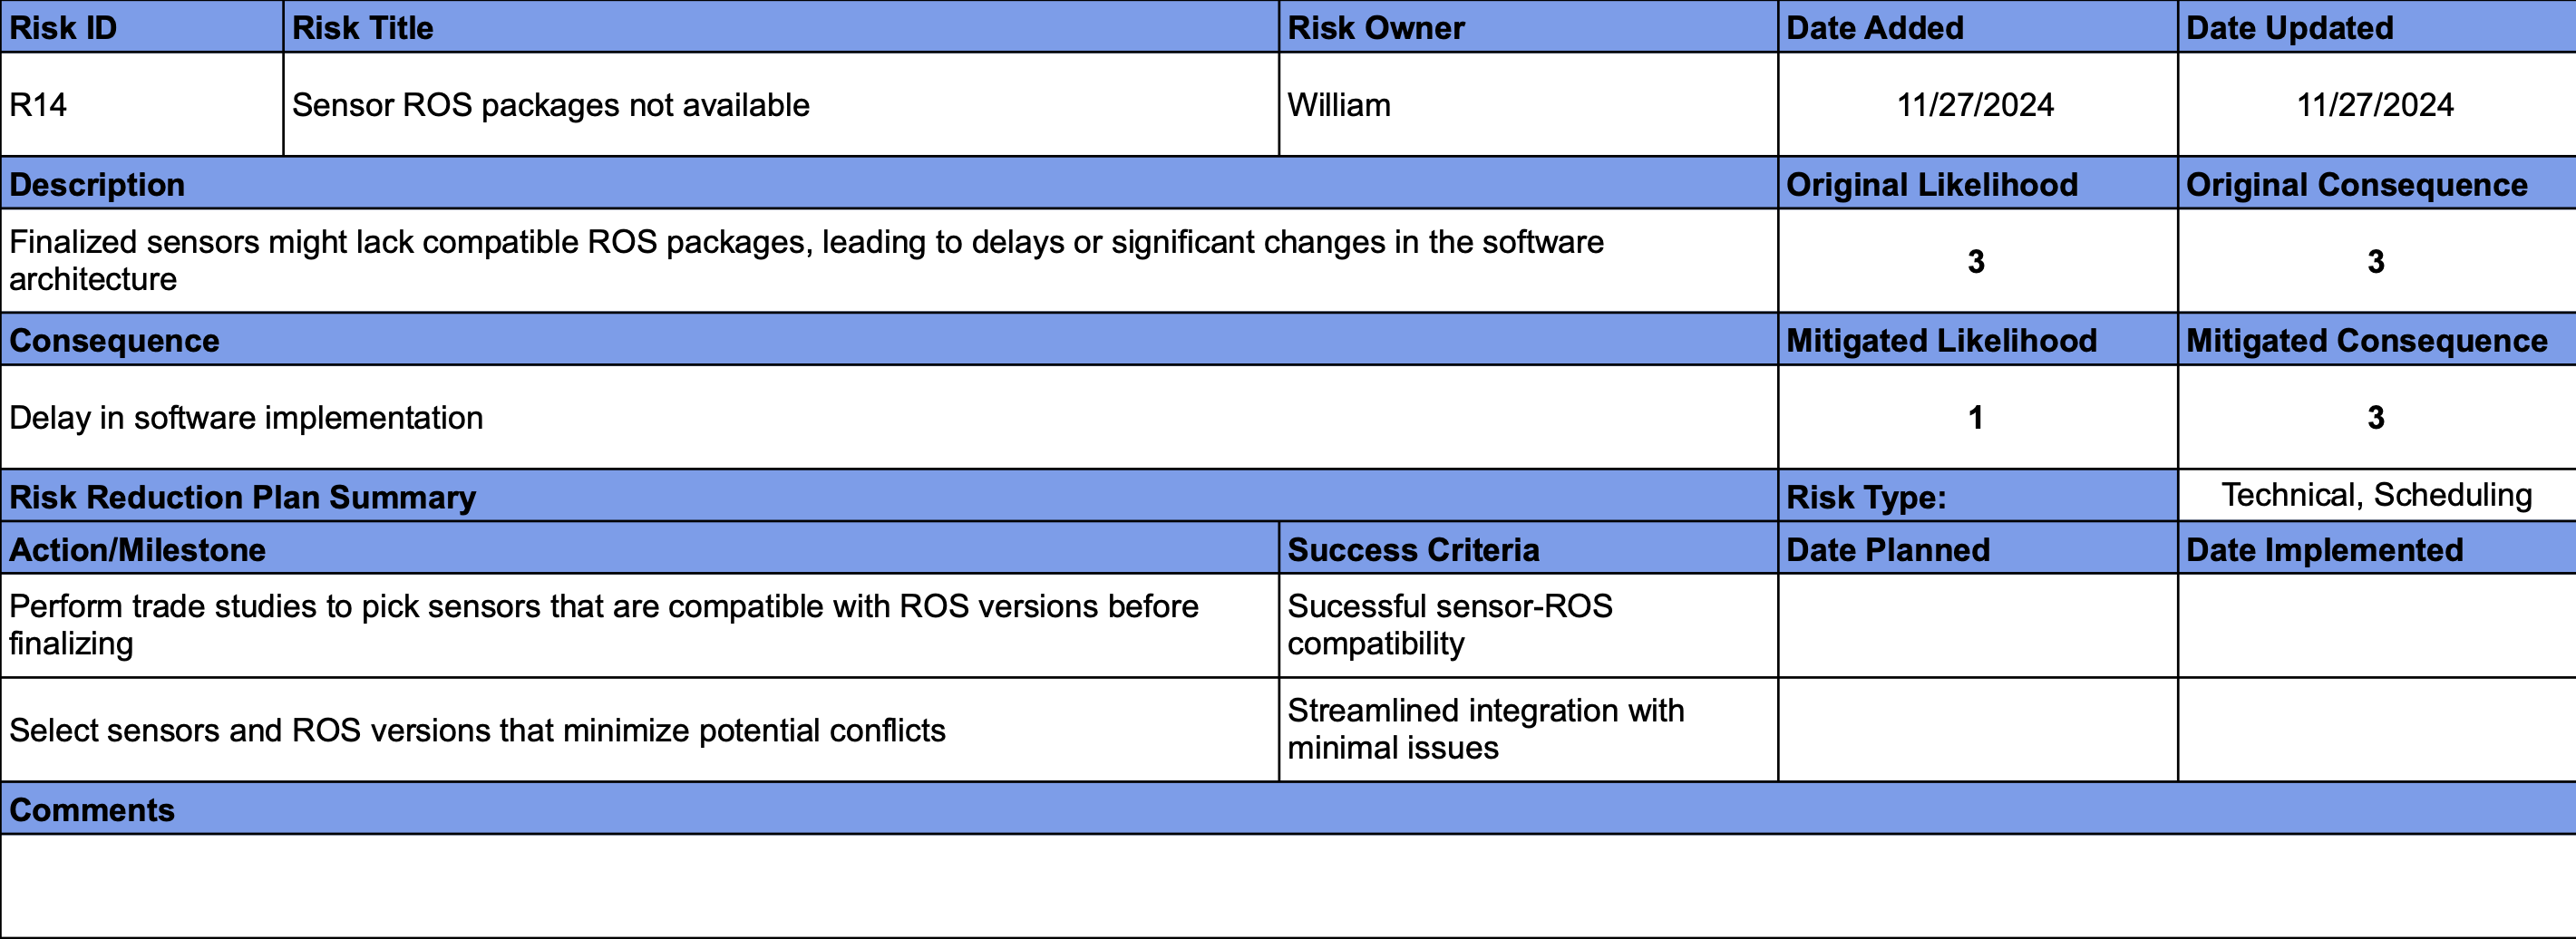 Risk ID Risk Title Risk Owner Date Added Date Updated
R14 Sensor ROS packages not available William 11/27/2024 11/27/2024
Description Original Likelihood Original Consequence
Finalized sensors might lack compatible ROS packages, leading to delays or significant changes in the software
architecture
3 3
Consequence Mitigated Likelihood Mitigated Consequence
Delay in software implementation 1 3
Risk Reduction Plan Summary Risk Type: Technical, Scheduling
Action/Milestone Success Criteria Date Planned Date Implemented
Perform trade studies to pick sensors that are compatible with ROS versions before
finalizing
Sucessful sensor-ROS
compatibility
Select sensors and ROS versions that minimize potential conflicts
Streamlined integration with
minimal issues
Comments